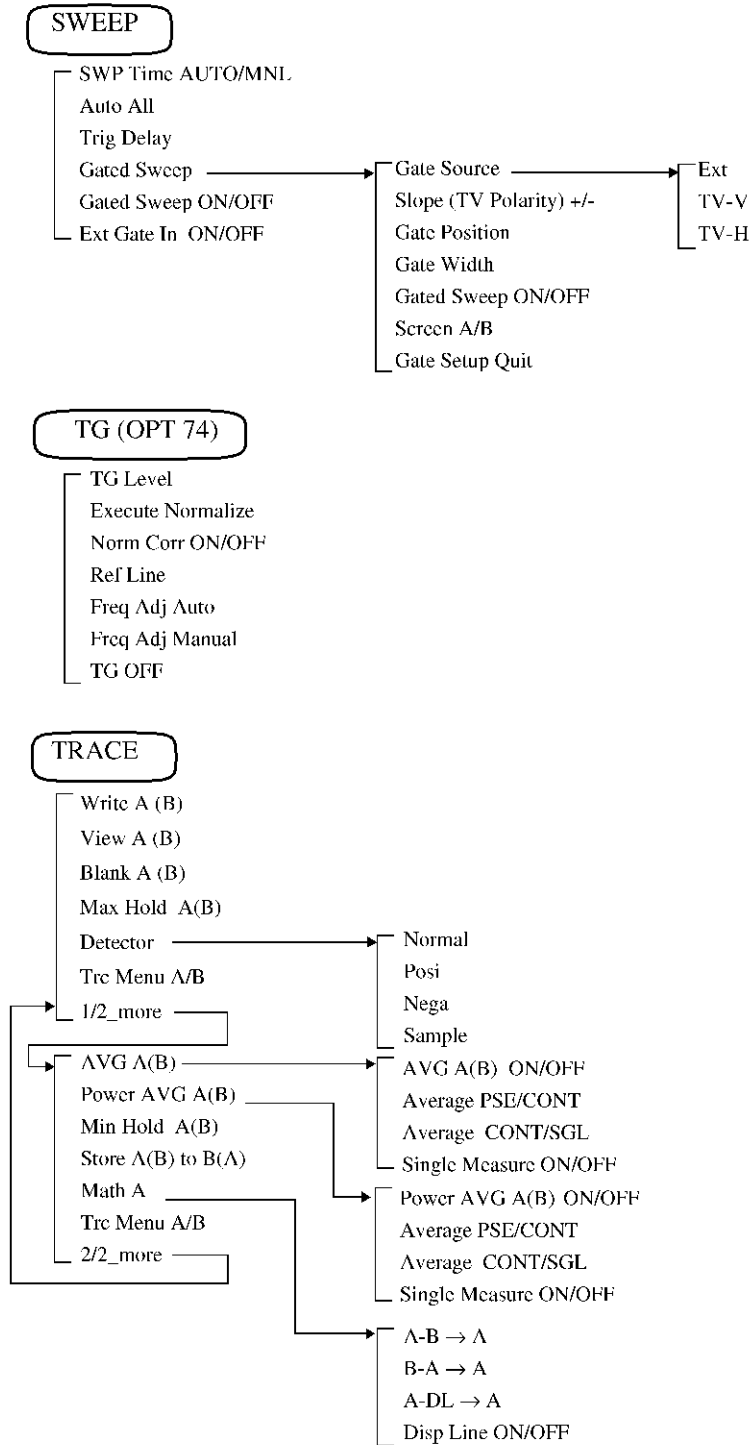 SWEEP
SWP Time AUTO/MNL
Auto All
Trig Delay
Gated Sweep
Gated Sweep ON/OFF
Ext Gate In ON/OFF
Gate Source
Slope (TV Polarity) +/-
Gate Position
Gate Width
Gated Sweep ON/OFF
Screen A/B
Gate Setup Quit
Ext
TV-V
TV-H
TG (OPT 74)
TG Level
Execute Normalize
Norm Corr ON/OFF
Ref Line
Freq Adj Auto
Freq Adj Manual
TG OFF
TRACE
Write A (B)
View A (B)
Blank A (B)
Max Hold A(B)
Detector
Trc Menu A/B
1/2_more
Normal
Posi
Nega
Sample
AVG A(B)
Power AVG A(B)
Min Hold A(B)
Store A(B) to B(A)
Math A
Trc Menu A/B
2/2_more
AVG A(B) ON/OFF
Average PSE/CONT
Average CONT/SGL
Single Measure ON/OFF
Power AVG A(B) ON/OFF
Average PSE/CONT
Average CONT/SGL
Single Measure ON/OFF
A-B → A
B-A → A
A-DL → A
Disp Line ON/OFF